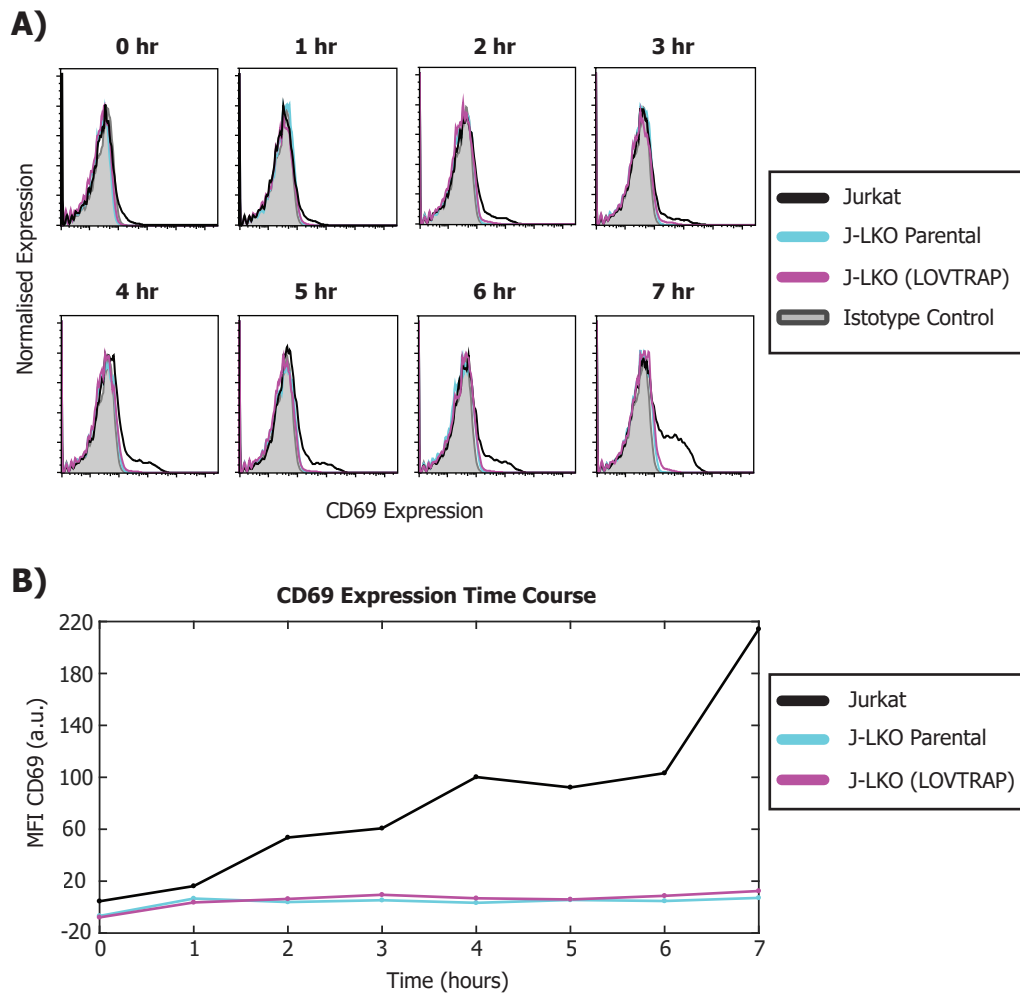 A)
0 hr
1 hr
2 hr
3 hr
Normalised Expression
4 hr
5 hr
6 hr
7 hr
CD69 Expression
Jurkat
J-LKO Parental
J-LKO (LOVTRAP)
Istotype Control
B)
CD69 Expression Time Course
MFI CD69 (a.u.)
220
180
140
100
60
20
-20
0 1 2 3 4 5 6 7
Time (hours)
Jurkat
J-LKO Parental
J-LKO (LOVTRAP)